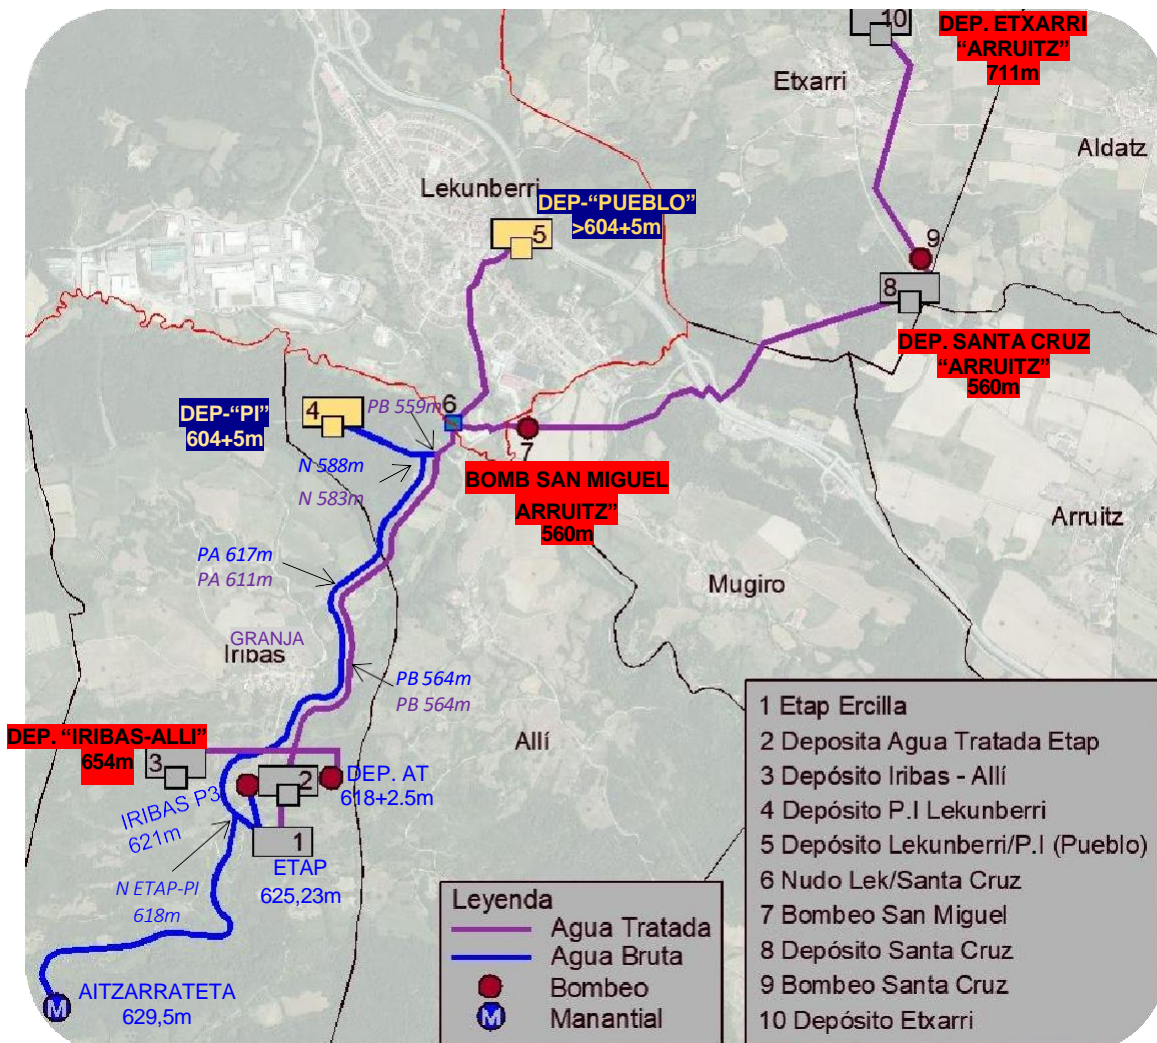 10
DEP. ETXARRI
“ARRUITZ”
711m
Etxarri
Aldatz
Lekunberri
DEP-“PUEBLO”
>604+5m
5
9
8
DEP. SANTA CRUZ
“ARRUITZ”
560m
DEP-“PI”
604+5m
4
PB 559m
6
7
N 588m
N 583m
BOMB SAN MIGUEL
ARRUITZ”
560m
Arruitz
PA 617m
PA 611m
Mugiro
GRANJA
Iribas
PB 564m
PB 564m
Allí
DEP. “IRIBAS-ALLI”
654m
3
2
DEP. AT
618+2.5m
IRIBAS P3
621m
1
ETAP
625,23m
N ETAP-PI
618m
M
AITZARRATETA
629,5m
Leyenda
Agua Tratada
Agua Bruta
Bombeo
M
Manantial
1 Etap Ercilla
2 Deposita Agua Tratada Etap
3 Depósito Iribas - Allí
4 Depósito P.I Lekunberri
5 Depósito Lekunberri/P.I (Pueblo)
6 Nudo Lek/Santa Cruz
7 Bombeo San Miguel
8 Depósito Santa Cruz
9 Bombeo Santa Cruz
10 Depósito Etxarri